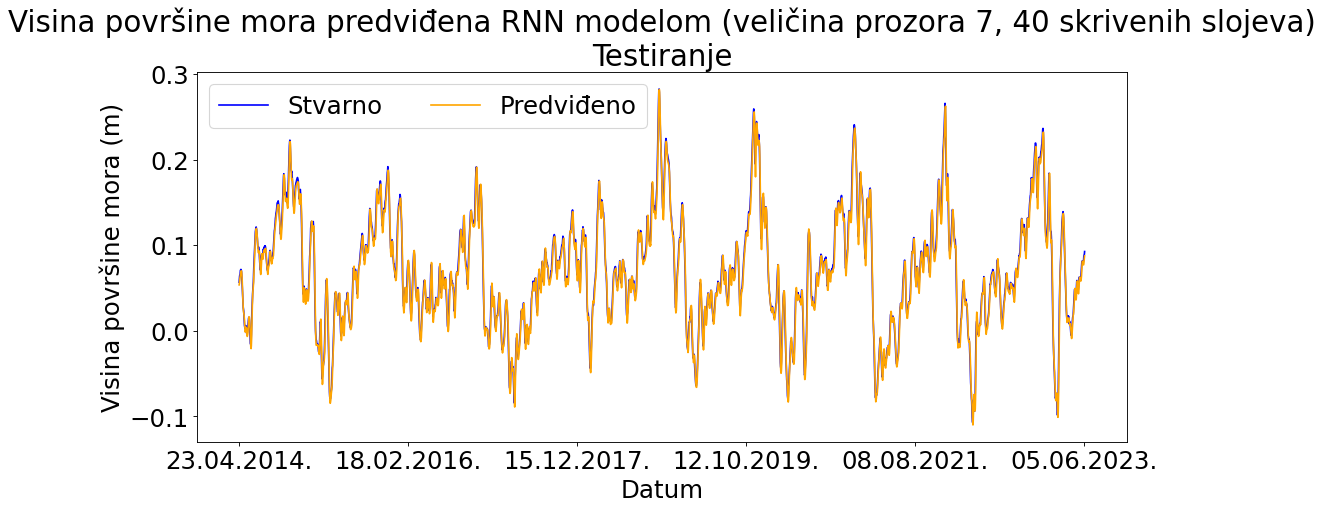 Visina površine mora predviđena RNN modelom (veličina prozora 7, 40 skrivenih slojeva)
Testiranje
Stvarno
Predviđeno
Visina površine mora (m)
0.3
0.2
0.1
0.0
−0.1
23.04.2014.
18.02.2016.
15.12.2017.
12.10.2019.
08.08.2021.
05.06.2023.
Datum